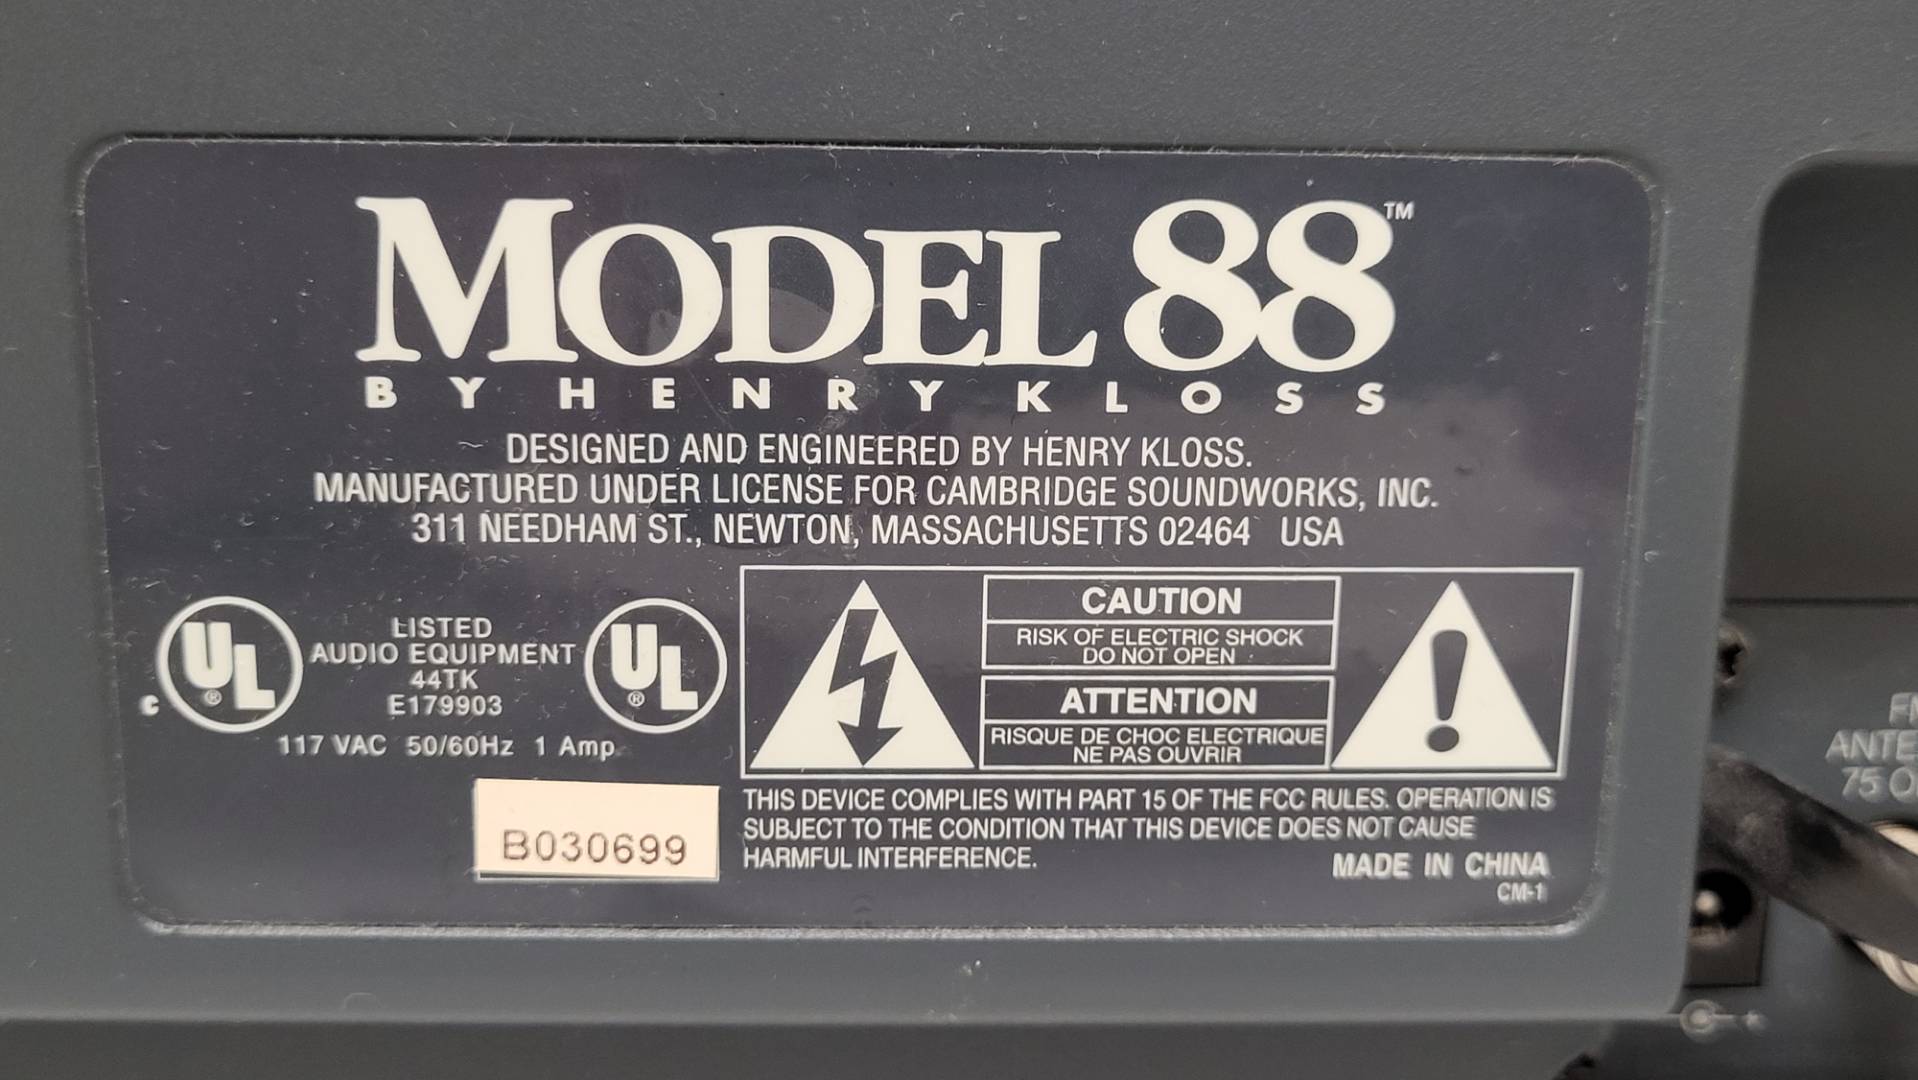 MODEL 88™
BY HENRY KLOSS
DESIGNED AND ENGINEERED BY HENRY KLOSS.
MANUFACTURED UNDER LICENSE FOR CAMBRIDGE SOUNDWORKS, INC.
311 NEEDHAM ST., NEWTON, MASSACHUSETTS 02464 USA
LISTED
AUDIO EQUIPMENT
44TK
E179903
C UL® UL®
117 VAC 50/60Hz 1 Amp
B030699
CAUTION
RISK OF ELECTRIC SHOCK
DO NOT OPEN
ATTENTION
RISQUE DE CHOC ELECTRIQUE
NE PAS OUVRIR
THIS DEVICE COMPLIES WITH PART 15 OF THE FCC RULES. OPERATION IS
SUBJECT TO THE CONDITION THAT THIS DEVICE DOES NOT CAUSE
HARMFUL INTERFERENCE.
MADE IN CHINA
CM-1
75